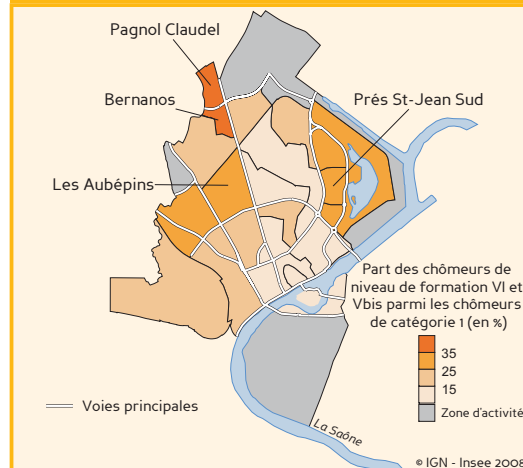 Pagnol Claudel
Bernanos
Prés St-Jean Sud
Les Aubépins
Part des chômeurs de
niveau de formation VI et
Vbis parmi les chômeurs
de catégorie 1 (en %)
35
25
15
Zone d'activité
Voies principales
La Saône
© IGN - Insee 2008